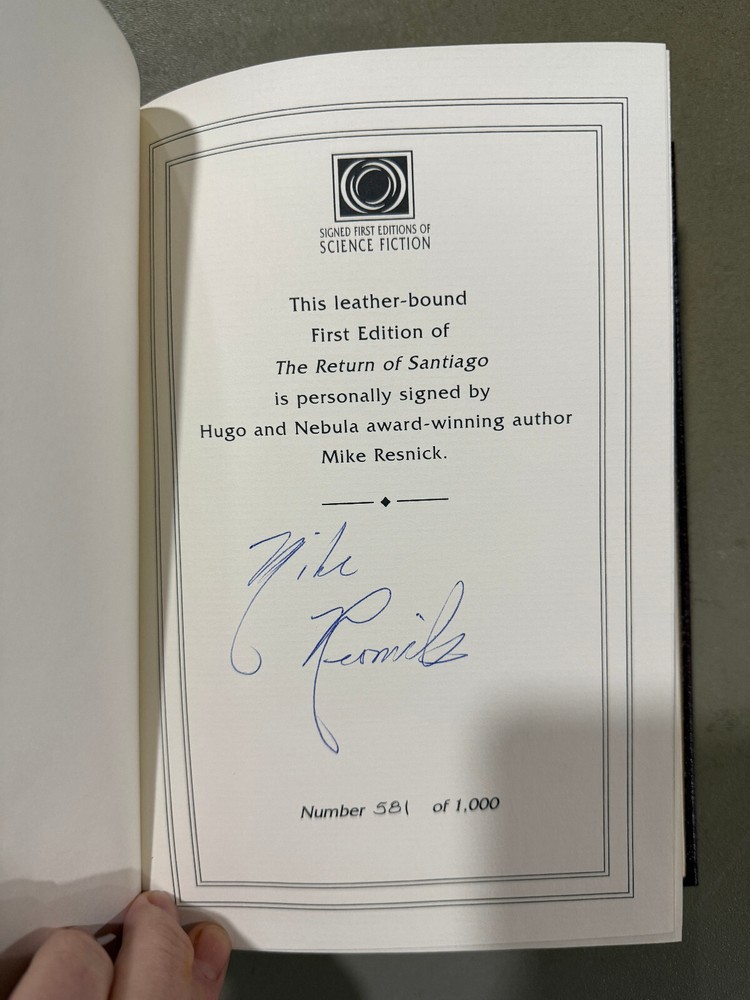 SIGNED FIRST EDITIONS OF
SCIENCE FICTION
This leather-bound
First Edition of
The Return of Santiago
is personally signed by
Hugo and Nebula award-winning author
Mike Resnick.
Mike
Resnick
Number 581 of 1,000